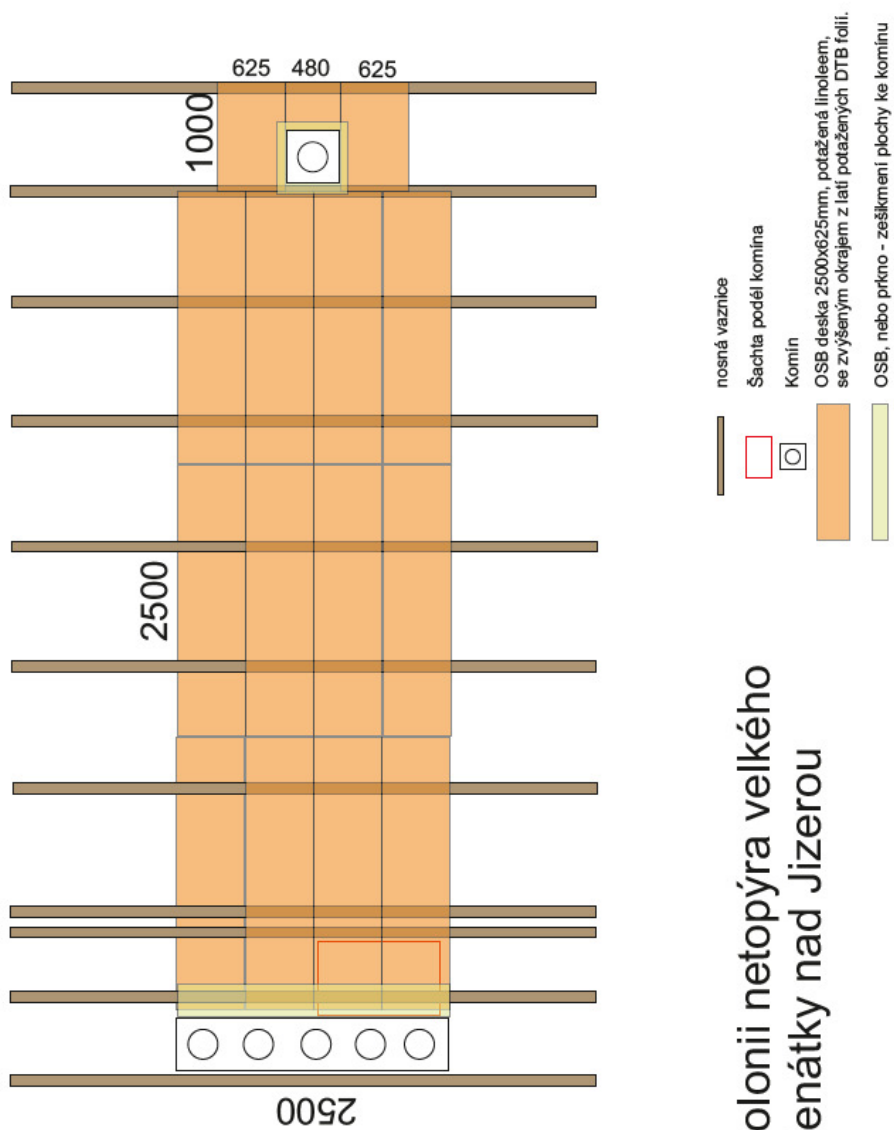 625 480 625
1000
2500
2500
nosná vaznice
Šachta podél komína
Komín
OSB deska 2500x625mm, potažená linoleem,
se zvýšeným okrajem z latí potažených DTB folií.
OSB, nebo prkno - zešikmení plochy ke komínu
olonii netopýra velkého
enátky nad Jizerou